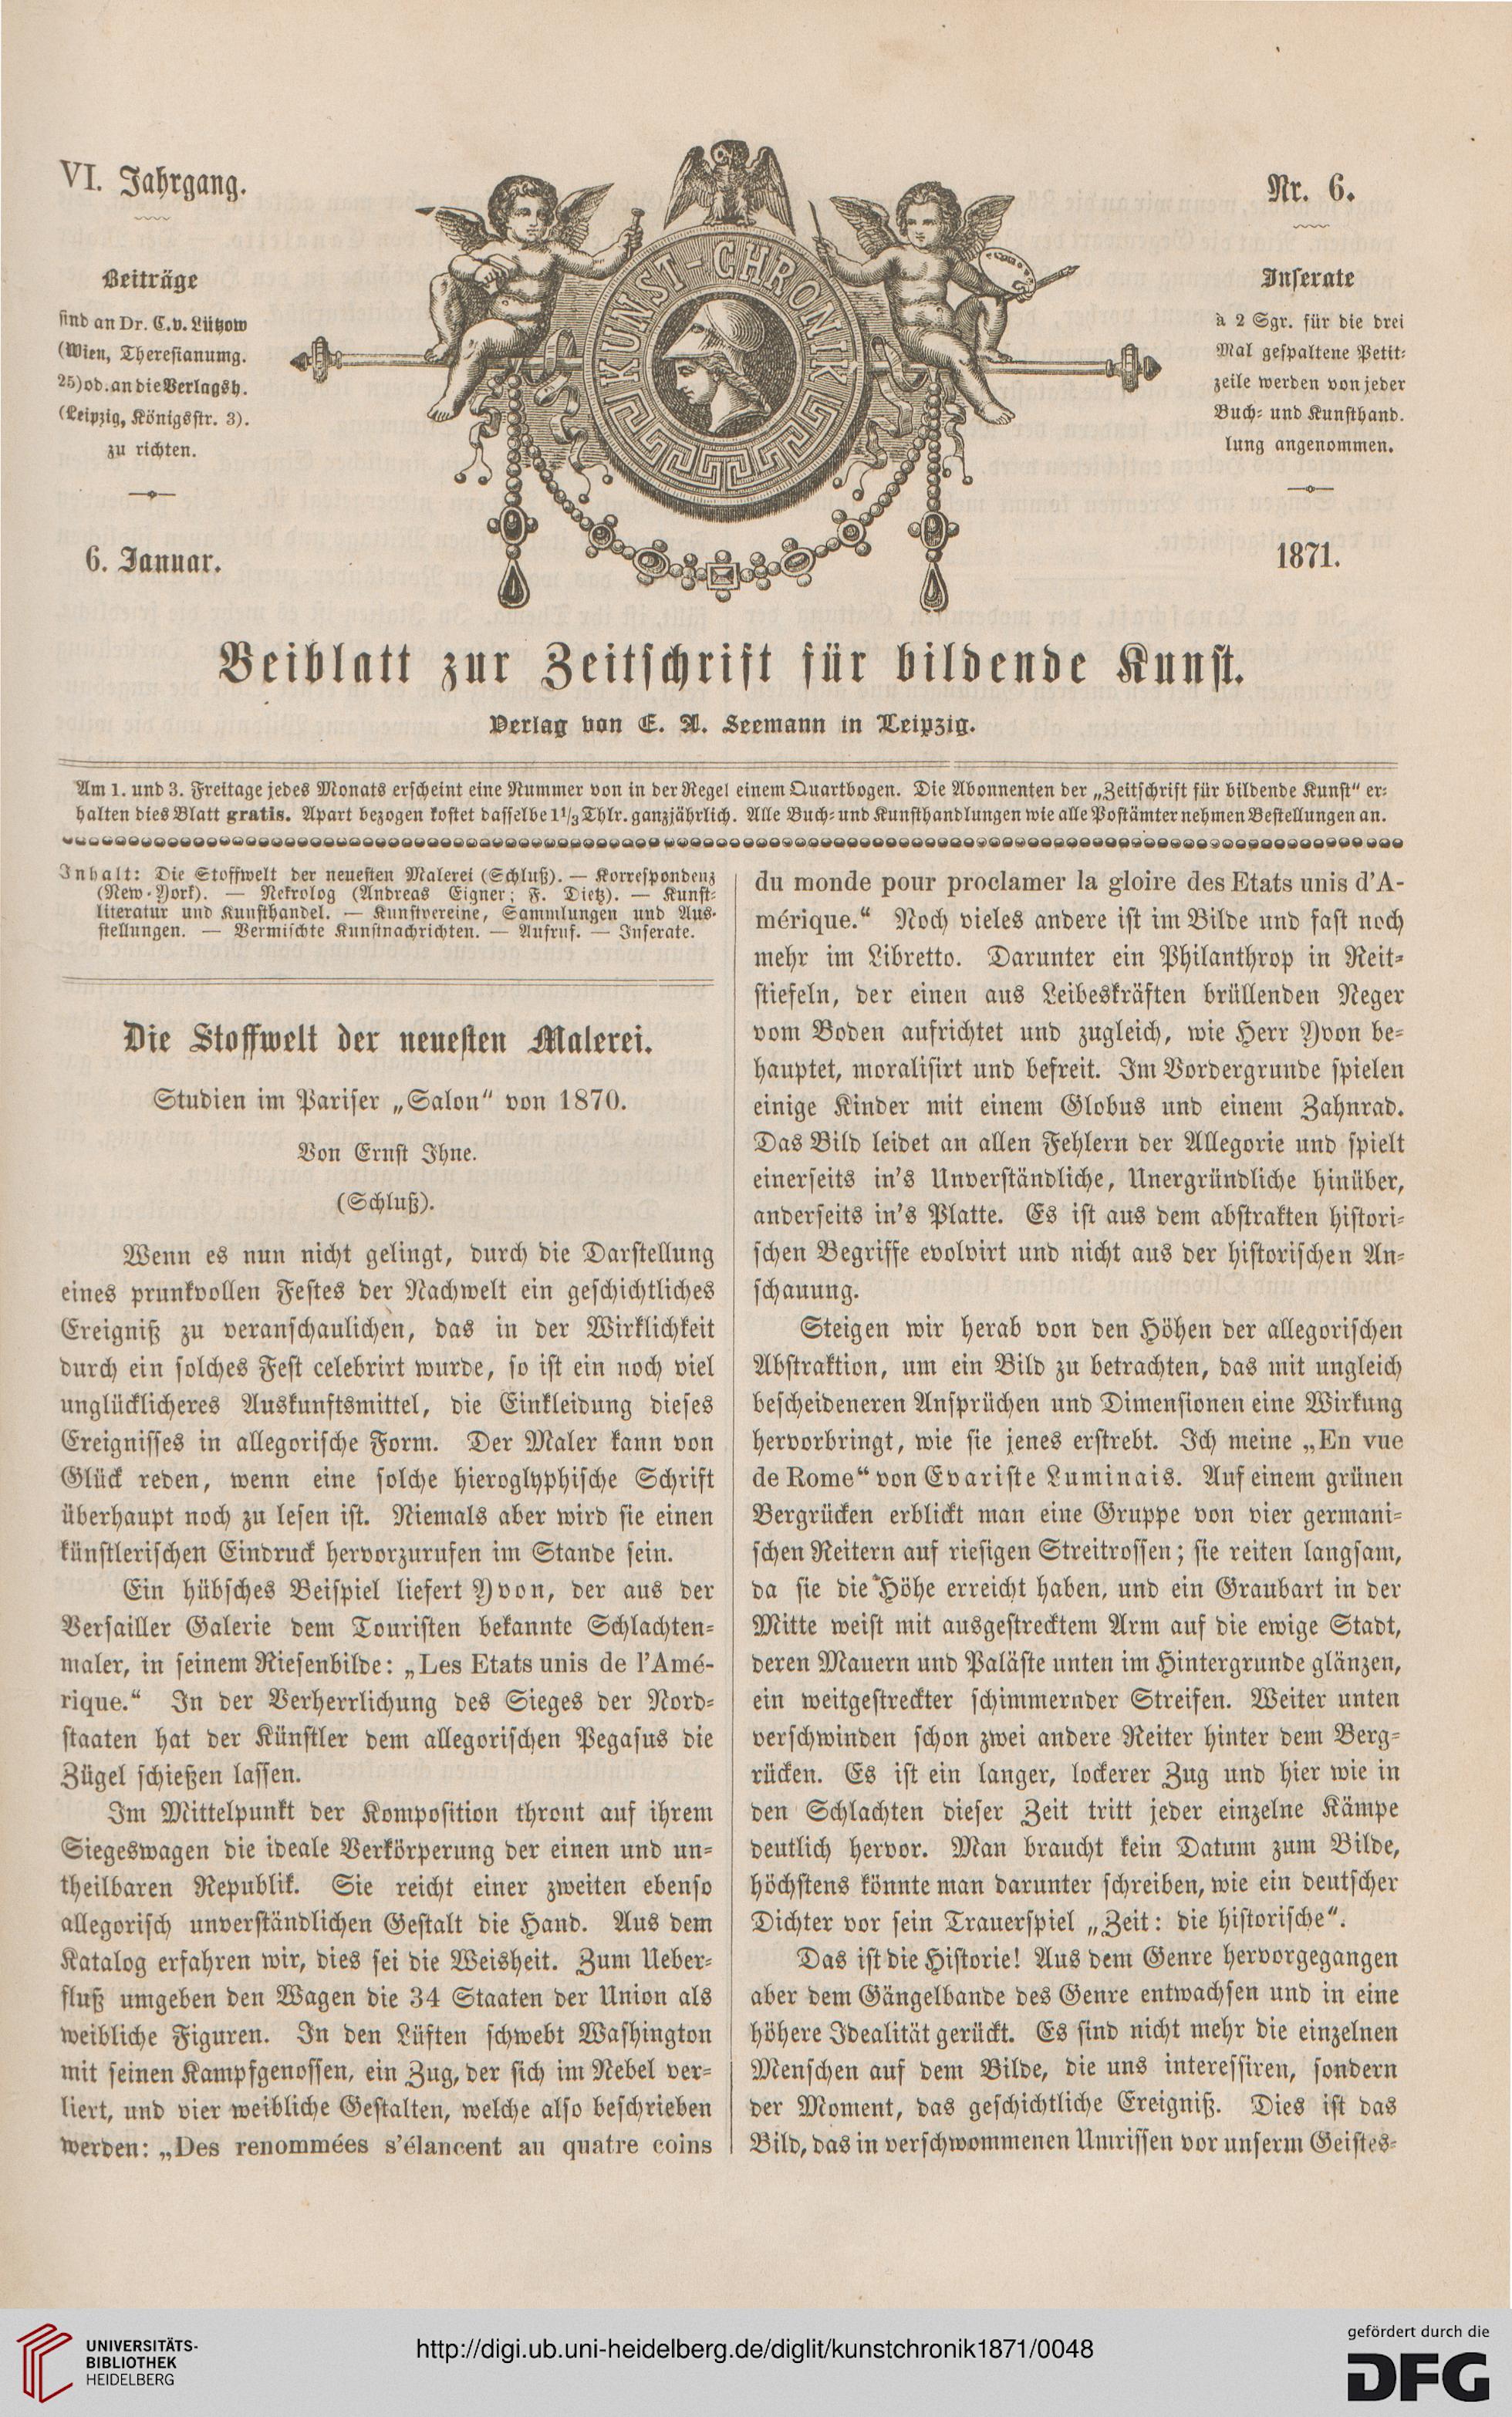 VI. Jahrgang.
Beiträge
sind an Dr. C. v. Lützow
(Wien, Theresianumg.
25) od. an die Verlagsh.
(Leipzig, Königsstr. 3).
zu richten.
6. Januar.
KUNST-CHRONIK
Nr. 6.
Inserate
à 2 Sgr. für die drei
Mal gespaltene Petit-
zeile werden von jeder
Buch- und Kunsthand-
lung angenommen.
1871.
Beiblatt zur Zeitschrift für bildende Kunst.
Verlag von E. A. Seemann in Leipzig.
Am 1. und 3. Freitage jedes Monats erscheint eine Nummer von in der Regel einem Quartbogen. Die Abonnenten der „Zeitschrift für bildende Kunst“ er-
halten dies Blatt gratis. Apart bezogen kostet dasselbe 1 1/3 Thlr. ganzjährlich. Alle Buch- und Kunsthandlungen wie alle Postämter nehmen Bestellungen an.
Inhalt: Die Stoffwelt der neuesten Malerei (Schluß). — Korrespondenz
(New-York). — Nekrolog (Andreas Eigner; F. Dietz). — Kunst-
literatur und Kunsthandel. — Kunstvereine, Sammlungen und Aus-
stellungen. — Vermischte Kunstnachrichten. — Aufruf. — Inserate.
Die Stoffwelt der neuesten Malerei.
Studien im Pariser „Salon“ von 1870.
Von Ernst Ihne.
(Schluß).
Wenn es nun nicht gelingt, durch die Darstellung
eines prunkvollen Festes der Nachwelt ein geschichtliches
Ereigniß zu veranschaulichen, das in der Wirklichkeit
durch ein solches Fest celebrirt wurde, so ist ein noch viel
unglücklicheres Auskunftsmittel, die Einkleidung dieses
Ereignisses in allegorische Form. Der Maler kann von
Glück reden, wenn eine solche hieroglyphische Schrift
überhaupt noch zu lesen ist. Niemals aber wird sie einen
künstlerischen Eindruck hervorzurufen im Stande sein.
Ein hübsches Beispiel liefert Yvon, der aus der
Versailler Galerie dem Touristen bekannte Schlachten-
maler, in seinem Riesenbilde: „Les Etats unis de l'Amé-
rique.“ In der Verherrlichung des Sieges der Nord-
staaten hat der Künstler dem allegorischen Pegasus die
Zügel schießen lassen.
Im Mittelpunkt der Komposition thront auf ihrem
Siegeswagen die ideale Verkörperung der einen und un-
theilbaren Republik. Sie reicht einer zweiten ebenso
allegorisch unverständlichen Gestalt die Hand. Aus dem
Katalog erfahren wir, dies sei die Weisheit. Zum Ueber-
fluß umgeben den Wagen die 34 Staaten der Union als
weibliche Figuren. In den Lüften schwebt Washington
mit seinen Kampfgenossen, ein Zug, der sich im Nebel ver-
liert, und vier weibliche Gestalten, welche also beschrieben
werden: „Des renommées s'élancent au quatre coins
du monde pour proclamer la gloire des Etats unis d'A-
mérique.“ Noch vieles andere ist im Bilde und fast noch
mehr im Libretto. Darunter ein Philanthrop in Reit-
stiefeln, der einen aus Leibeskräften brüllenden Neger
vom Boden aufrichtet und zugleich, wie Herr Yvon be-
hauptet, moralisirt und befreit. Im Vordergrunde spielen
einige Kinder mit einem Globus und einem Zahnrad.
Das Bild leidet an allen Fehlern der Allegorie und spielt
einerseits in's Unverständliche, Unergründliche hinüber,
anderseits in's Platte. Es ist aus dem abstrakten histori-
schen Begriffe evolvirt und nicht aus der historischen An-
schauung.
Steigen wir herab von den Höhen der allegorischen
Abstraktion, um ein Bild zu betrachten, das mit ungleich
bescheideneren Ansprüchen und Dimensionen eine Wirkung
hervorbringt, wie sie jenes erstrebt. Ich meine „En vue
de Rome“ von Evariste Luminais. Auf einem grünen
Bergrücken erblickt man eine Gruppe von vier germani-
schen Reitern auf riesigen Streitrossen; sie reiten langsam,
da sie die Höhe erreicht haben, und ein Graubart in der
Mitte weist mit ausgestrecktem Arm auf die ewige Stadt,
deren Mauern und Paläste unten im Hintergrunde glänzen,
ein weitgestreckter schimmernder Streifen. Weiter unten
verschwinden schon zwei andere Reiter hinter dem Berg-
rücken. Es ist ein langer, lockerer Zug und hier wie in
den Schlachten dieser Zeit tritt jeder einzelne Kämpe
deutlich hervor. Man braucht kein Datum zum Bilde,
höchstens könnte man darunter schreiben, wie ein deutscher
Dichter vor sein Trauerspiel „Zeit: die historische“.
Das ist die Historie! Aus dem Genre hervorgegangen
aber dem Gängelbande des Genre entwachsen und in eine
höhere Idealität gerückt. Es sind nicht mehr die einzelnen
Menschen auf dem Bilde, die uns interessiren, sondern
der Moment, das geschichtliche Ereigniß. Dies ist das
Bild, das in verschwommenen Umrissen vor unserm Geistes-
UNIVERSITÄTS-
BIBLIOTHEK
HEIDELBERG
http://digi.ub.uni-heidelberg.de/diglit/kunstchronik1871/0048
gefördert durch die
DFG